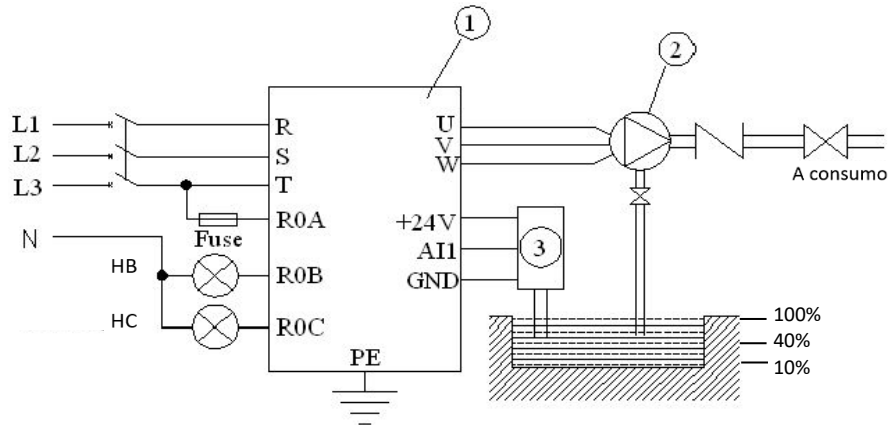 1
2
L1
R
U
L2
S
V
L3
T
W
A consumo
N
Fuse
R0A
+24V
HB
R0B
AI1
3
GND
HC
R0C
100%
40%
10%
PE